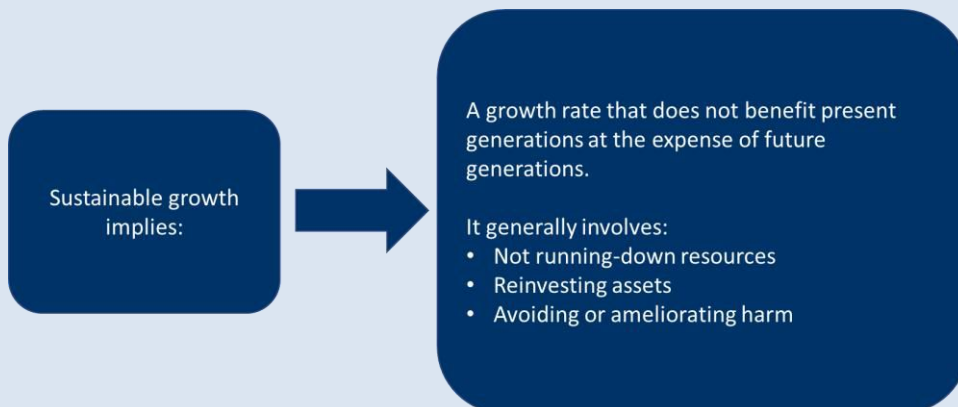 Sustainable growth
implies:
A growth rate that does not benefit present
generations at the expense of future
generations.
It generally involves:
• Not running-down resources
• Reinvesting assets
• Avoiding or ameliorating harm